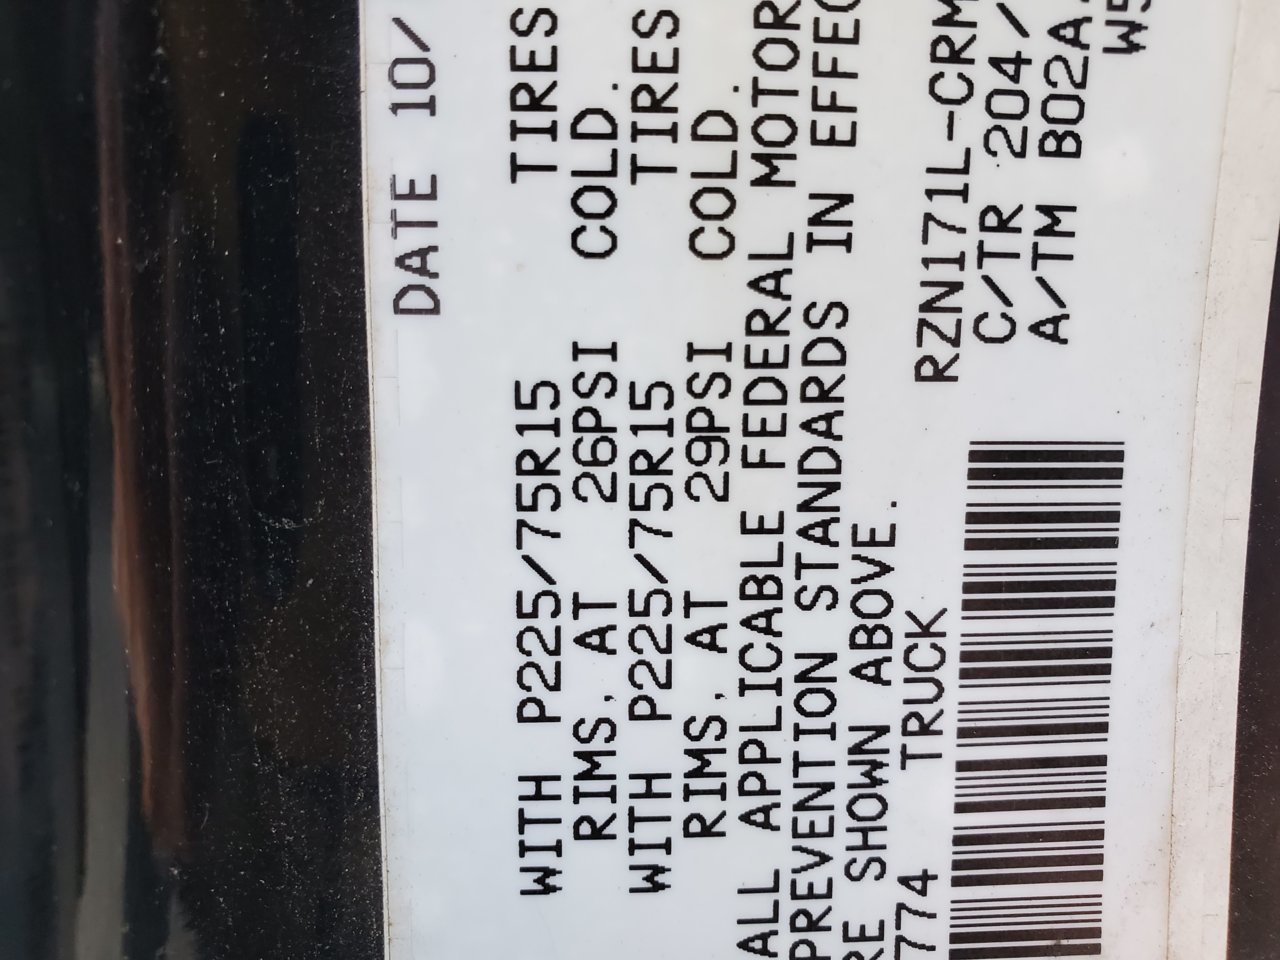 DATE 10/
WITH P225/75R15 TIRES
RIMS, AT 26PSI COLD.
WITH P225/75R15 TIRES
RIMS, AT 29PSI COLD.
ALL APPLICABLE FEDERAL MOTOR
PREVENTION STANDARDS IN EFFEC
RE SHOWN ABOVE.
774 TRUCK RZN171L-CRM
C/TR 204/
A/TM B02A
W5